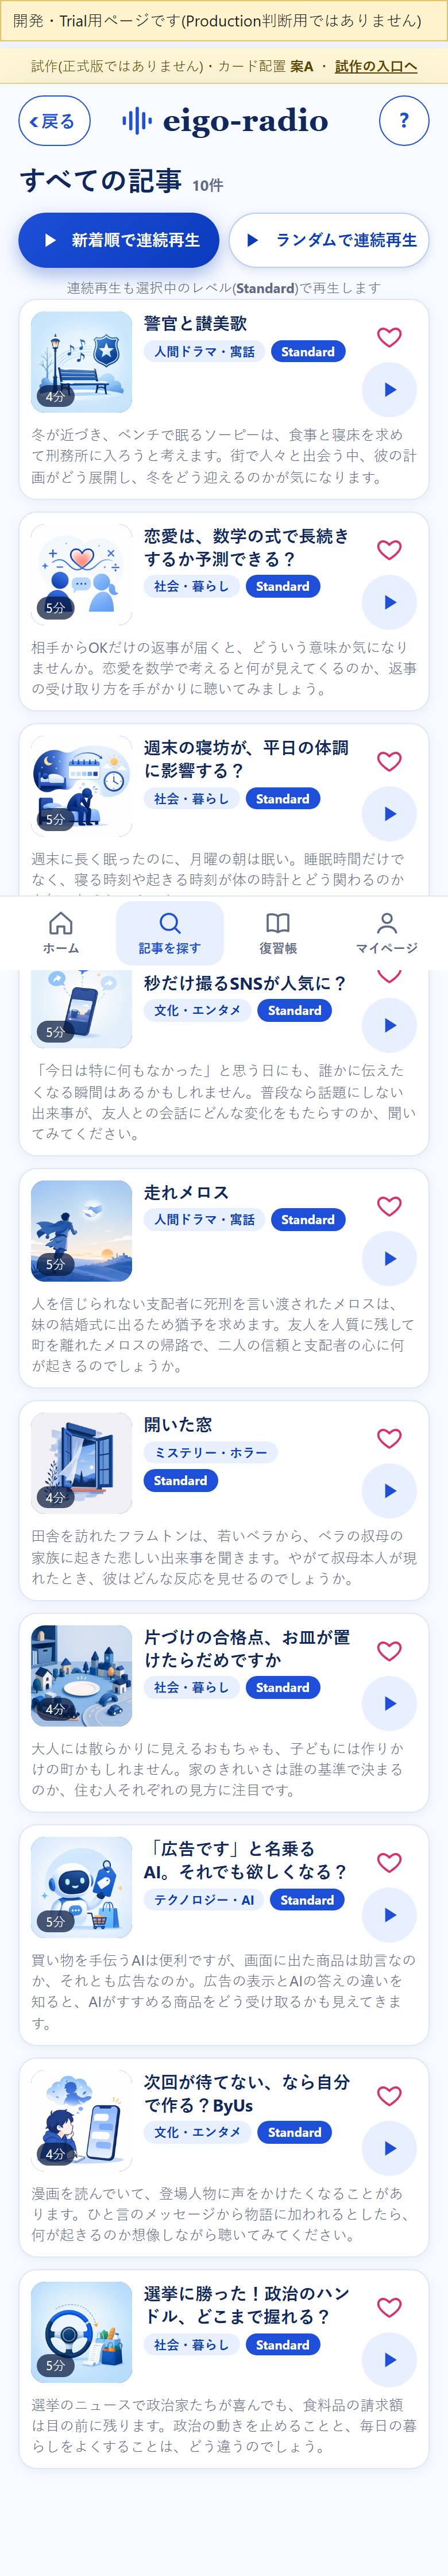 開発・Trial用ページです(Production判断用ではありません)
試作(正式版ではありません)・カード配置 案A ・ 試作の入口へ
戻る
eigo-radio
?
すべての記事 10件
新着順で連続再生
ランダムで連続再生
連続再生も選択中のレベル(Standard)で再生します
警官と讃美歌
人間ドラマ・寓話 Standard
4分
冬が近づき、ベンチで眠るソーピーは、食事と寝床を求め
て刑務所に入ろうと考えます。街で人々と出会う中、彼の計
画がどう展開し、冬をどう迎えるのかが気になります。
恋愛は、数学の式で長続き
するか予測できる？
社会・暮らし Standard
5分
相手からOKだけの返事が届くと、どういう意味か気になり
ませんか。恋愛を数学で考えると何が見えてくるのか、返事
の受け取り方を手がかりに聴いてみましょう。
週末の寝坊が、平日の体調
に影響する？
社会・暮らし Standard
5分
週末に長く眠ったのに、月曜の朝は眠い。睡眠時間だけで
なく、寝る時刻や起きる時刻が体の時計とどう関わるのか
ホーム
記事を探す
復習帳
マイページ
秒だけ撮るSNSが人気に？
文化・エンタメ Standard
5分
「今日は特に何もなかった」と思う日にも、誰かに伝えた
くなる瞬間はあるかもしれません。普段なら話題にしない
出来事が、友人との会話にどんな変化をもたらすのか、聞い
てみてください。
走れメロス
人間ドラマ・寓話 Standard
5分
人を信じられない支配者に死刑を言い渡されたメロスは、
妹の結婚式に出るため猶予を求めます。友人を人質に残して
町を離れたメロスの帰路で、二人の信頼と支配者の心に何
が起きるのでしょうか。
開いた窓
ミステリー・ホラー
Standard
4分
田舎を訪れたフラムトンは、若いベラから、ベラの叔母の
家族に起きた悲しい出来事を聞きます。やがて叔母本人が現
れたとき、彼はどんな反応を見せるのでしょうか。
片づけの合格点、お皿が置
けたらだめですか
社会・暮らし Standard
4分
大人には散らかりに見えるおもちゃも、子どもには作りか
けの町かもしれません。家のきれいさは誰の基準で決まる
のか、住む人それぞれの見方に注目です。
「広告です」と名乗る
AI。それでも欲しくなる？
テクノロジー・AI Standard
5分
買い物を手伝うAIは便利ですが、画面に出た商品は助言なの
か、それとも広告なのか。広告の表示とAIの答えの違いを
知ると、AIがすすめる商品をどう受け取るかも見えてきま
す。
次回が待てない、なら自分
で作る？ByUs
文化・エンタメ Standard
4分
漫画を読んでいて、登場人物に声をかけたくなることがあ
ります。ひと言のメッセージから物語に加われるとしたら、
何が起きるのか想像しながら聴いてみてください。
選挙に勝った！政治のハン
ドル、どこまで握れる？
社会・暮らし Standard
5分
選挙のニュースで政治家たちが喜んでも、食料品の請求額
は目の前に残ります。政治の動きを止めることと、毎日の暮
らしをよくすることは、どう違うのでしょう。